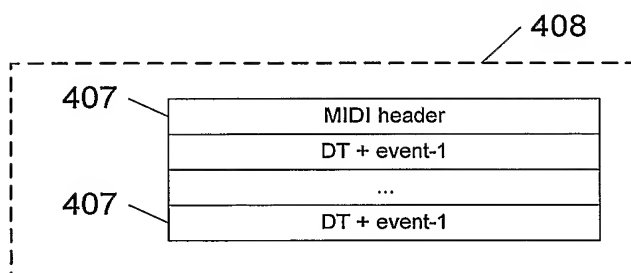 408
407
MIDI header
DT + event-1
...
407
DT + event-1